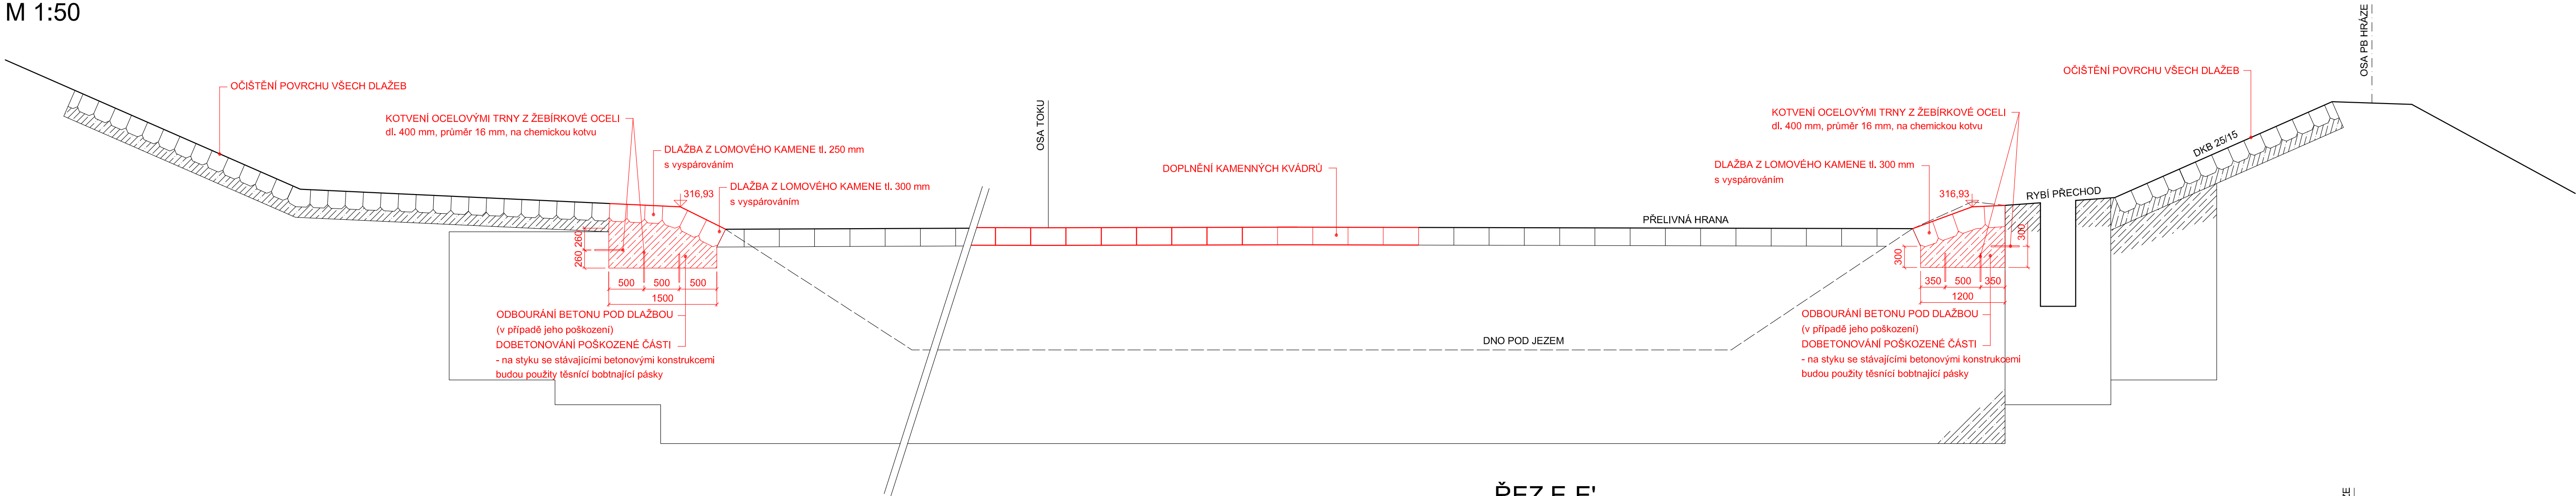 M 1:50
OČIŠTĚNÍ POVRCHU VŠECH DLAŽEB
KOTVENÍ OCELOVÝMI TRNY Z ŽEBÍRKOVÉ OCELI
dl. 400 mm, průměr 16 mm, na chemickou kotvu
DLAŽBA Z LOMOVÉHO KAMENE tl. 250 mm
s vyspárováním
DLAŽBA Z LOMOVÉHO KAMENE tl. 300 mm
s vyspárováním
316,93
260
260
500
500
500
1500
ODBOURÁNÍ BETONU POD DLAŽBOU
(v případě jeho poškození)
DOBETONOVÁNÍ POŠKOZENÉ ČÁSTI
- na styku se stávajícími betonovými konstrukcemi
budou použity těsnící bobtnající pásky
OSA TOKU
DOPLNĚNÍ KAMENNÝCH KVÁDRŮ
PŘELIVNÁ HRANA
DNO POD JEZEM
KOTVENÍ OCELOVÝMI TRNY Z ŽEBÍRKOVÉ OCELI
dl. 400 mm, průměr 16 mm, na chemickou kotvu
DLAŽBA Z LOMOVÉHO KAMENE tl. 300 mm
s vyspárováním
316,93
RYBÍ PŘECHOD
300
300
350
500
350
1200
ODBOURÁNÍ BETONU POD DLAŽBOU
(v případě jeho poškození)
DOBETONOVÁNÍ POŠKOZENÉ ČÁSTI
- na styku se stávajícími betonovými konstrukcemi
budou použity těsnící bobtnající pásky
OČIŠTĚNÍ POVRCHU VŠECH DLAŽEB
DKB 25/15
OSA PB HRÁZE
ŘEZ E-E'